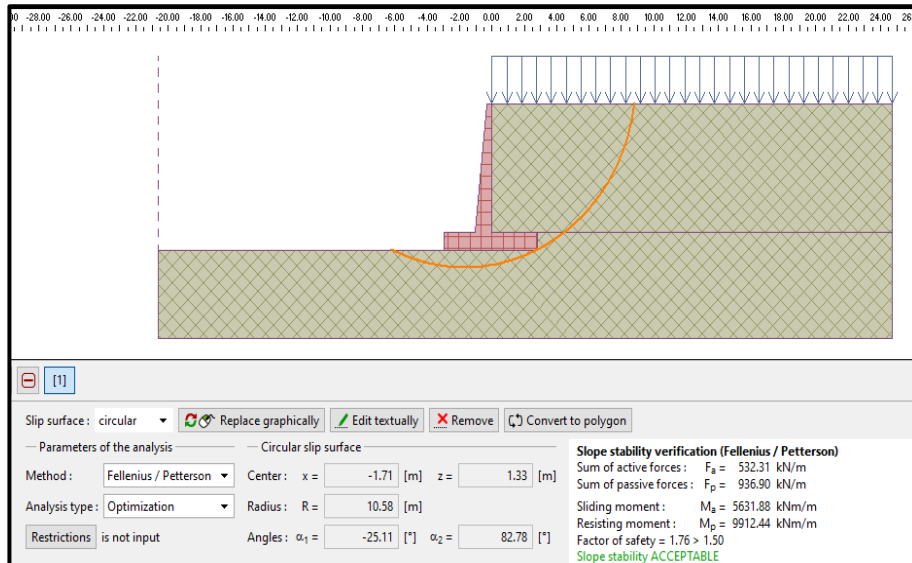 00 -28.00 -26.00 -24.00 -22.00 -20.00 -18.00 -16.00 -14.00 -12.00 -10.00 -8.00 -6.00 -4.00 -2.00 0.00 2.00 4.00 6.00 8.00 10.00 12.00 14.00 16.00 18.00 20.00 22.00 24.00 26
[1]
Slip surface : circular Replace graphically Edit textually Remove Convert to polygon
Parameters of the analysis
Method : Fellenius / Petterson
Analysis type : Optimization
Restrictions is not input
Circular slip surface
Center : x = -1.71 [m] z = 1.33 [m]
Radius : R = 10.58 [m]
Angles : α1 = -25.11 [°] α2 = 82.78 [°]
Slope stability verification (Fellenius / Petterson)
Sum of active forces : Fa = 532.31 kN/m
Sum of passive forces : Fp = 936.90 kN/m
Sliding moment : Ma = 5631.88 kNm/m
Resisting moment : Mp = 9912.44 kNm/m
Factor of safety = 1.76 > 1.50
Slope stability ACCEPTABLE